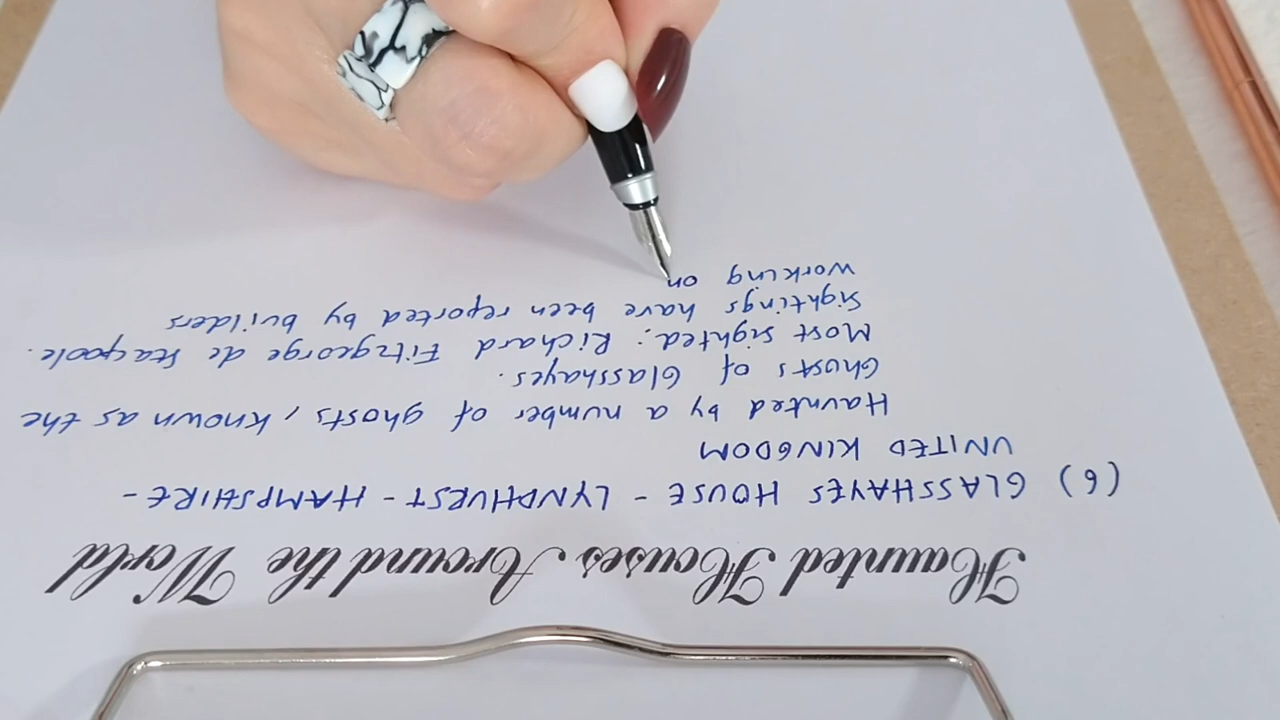 Haunted Houses Around the World
(6) GLASSHAYES HOUSE - LYNDHURST - HAMPSHIRE -
UNITED KINGDOM
Haunted by a number of ghosts, known as the
Ghosts of Glasshayes.
Most sighted: Richard Fitzgeorge de Stacpoole.
Sightings have been reported by builders
working on